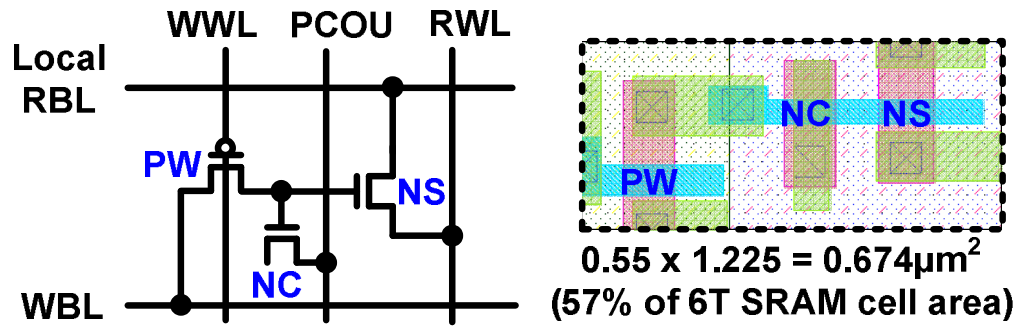 WWL PCOU RWL
Local
RBL
PW
NS
NC
WBL
NC NS
PW
0.55 x 1.225 = 0.674µm²
(57% of 6T SRAM cell area)